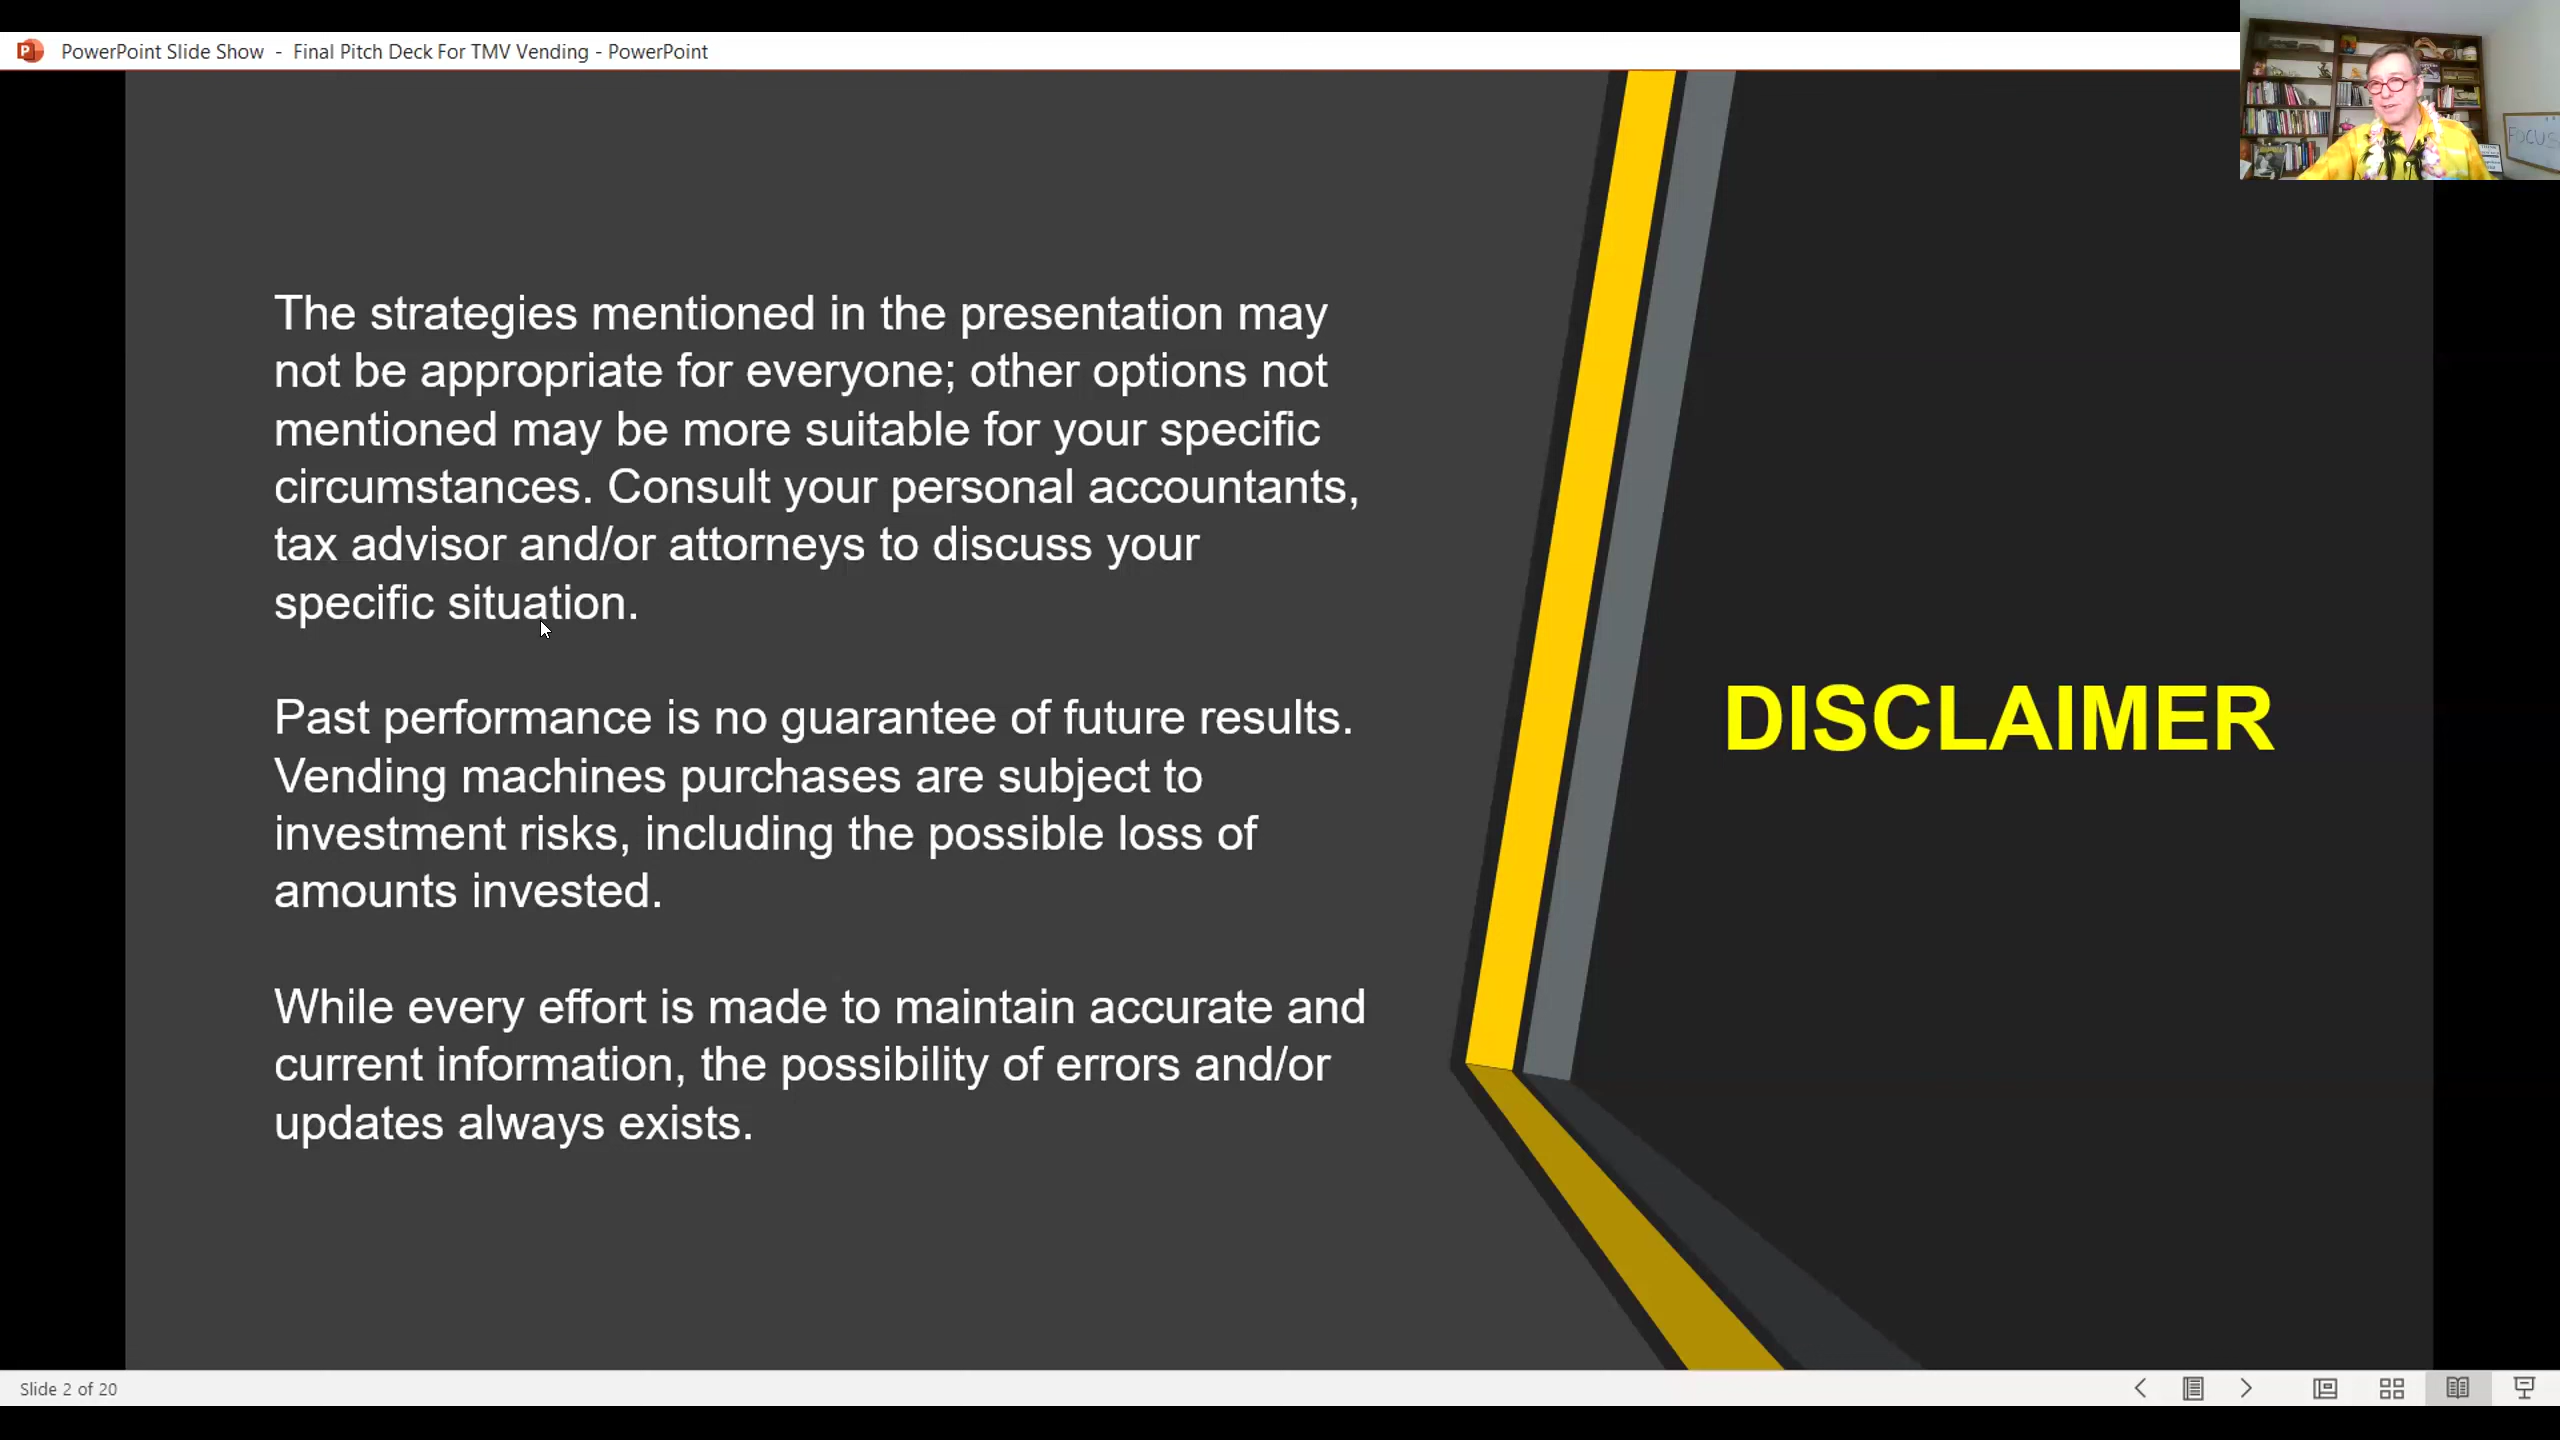 PowerPoint Slide Show - Final Pitch Deck For TMV Vending - PowerPoint
FOCUS
The strategies mentioned in the presentation may
not be appropriate for everyone; other options not
mentioned may be more suitable for your specific
circumstances. Consult your personal accountants,
tax advisor and/or attorneys to discuss your
specific situation.
Past performance is no guarantee of future results.
Vending machines purchases are subject to
investment risks, including the possible loss of
amounts invested.
While every effort is made to maintain accurate and
current information, the possibility of errors and/or
updates always exists.
DISCLAIMER
Slide 2 of 20